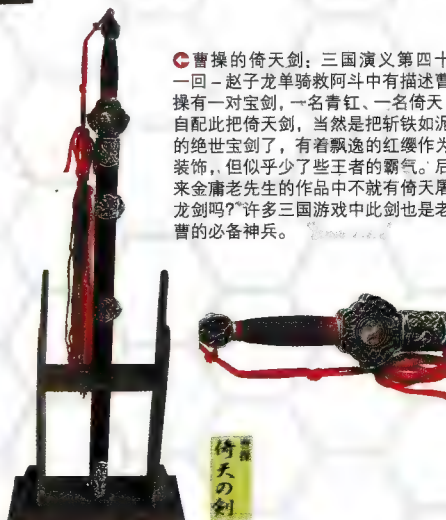 曹操的倚天剑：三国演义第四十
一回－赵子龙单骑救阿斗中有描述曹
操有一对宝剑，一名青釭、一名倚天，
自配此把倚天剑，当然是把斩铁如泥
的绝世宝剑了，有着飘逸的红缨作为
装饰，但似乎少了些王者的霸气。后
来金庸老先生的作品中不就有倚天屠
龙剑吗？许多三国游戏中此剑也是老
曹的必备神兵。
曹操
倚天の剣